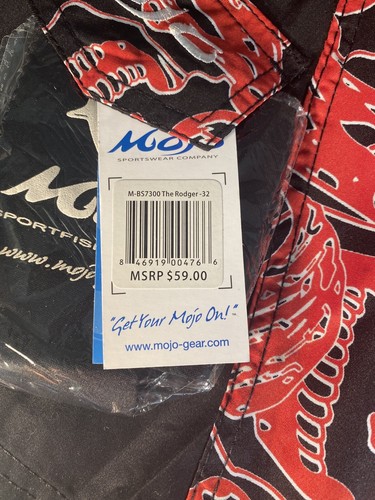 MOJO
SPORTSWEAR COMPANY
M-BS7300 The Rodger -32
8 46919 00476 6
MSRP $59.00
"Get Your Mojo On!"
www.mojo-gear.com
SPORTFIS
www.mojo